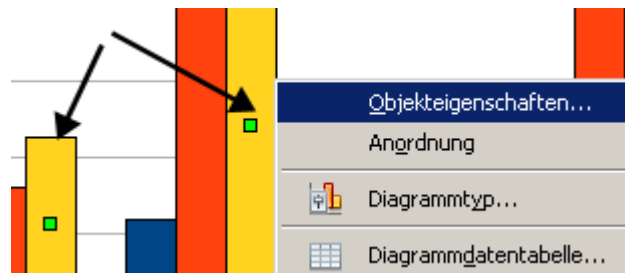 Objekteigenschaften...
Anordnung
Diagrammtyp...
Diagrammdatentabelle...